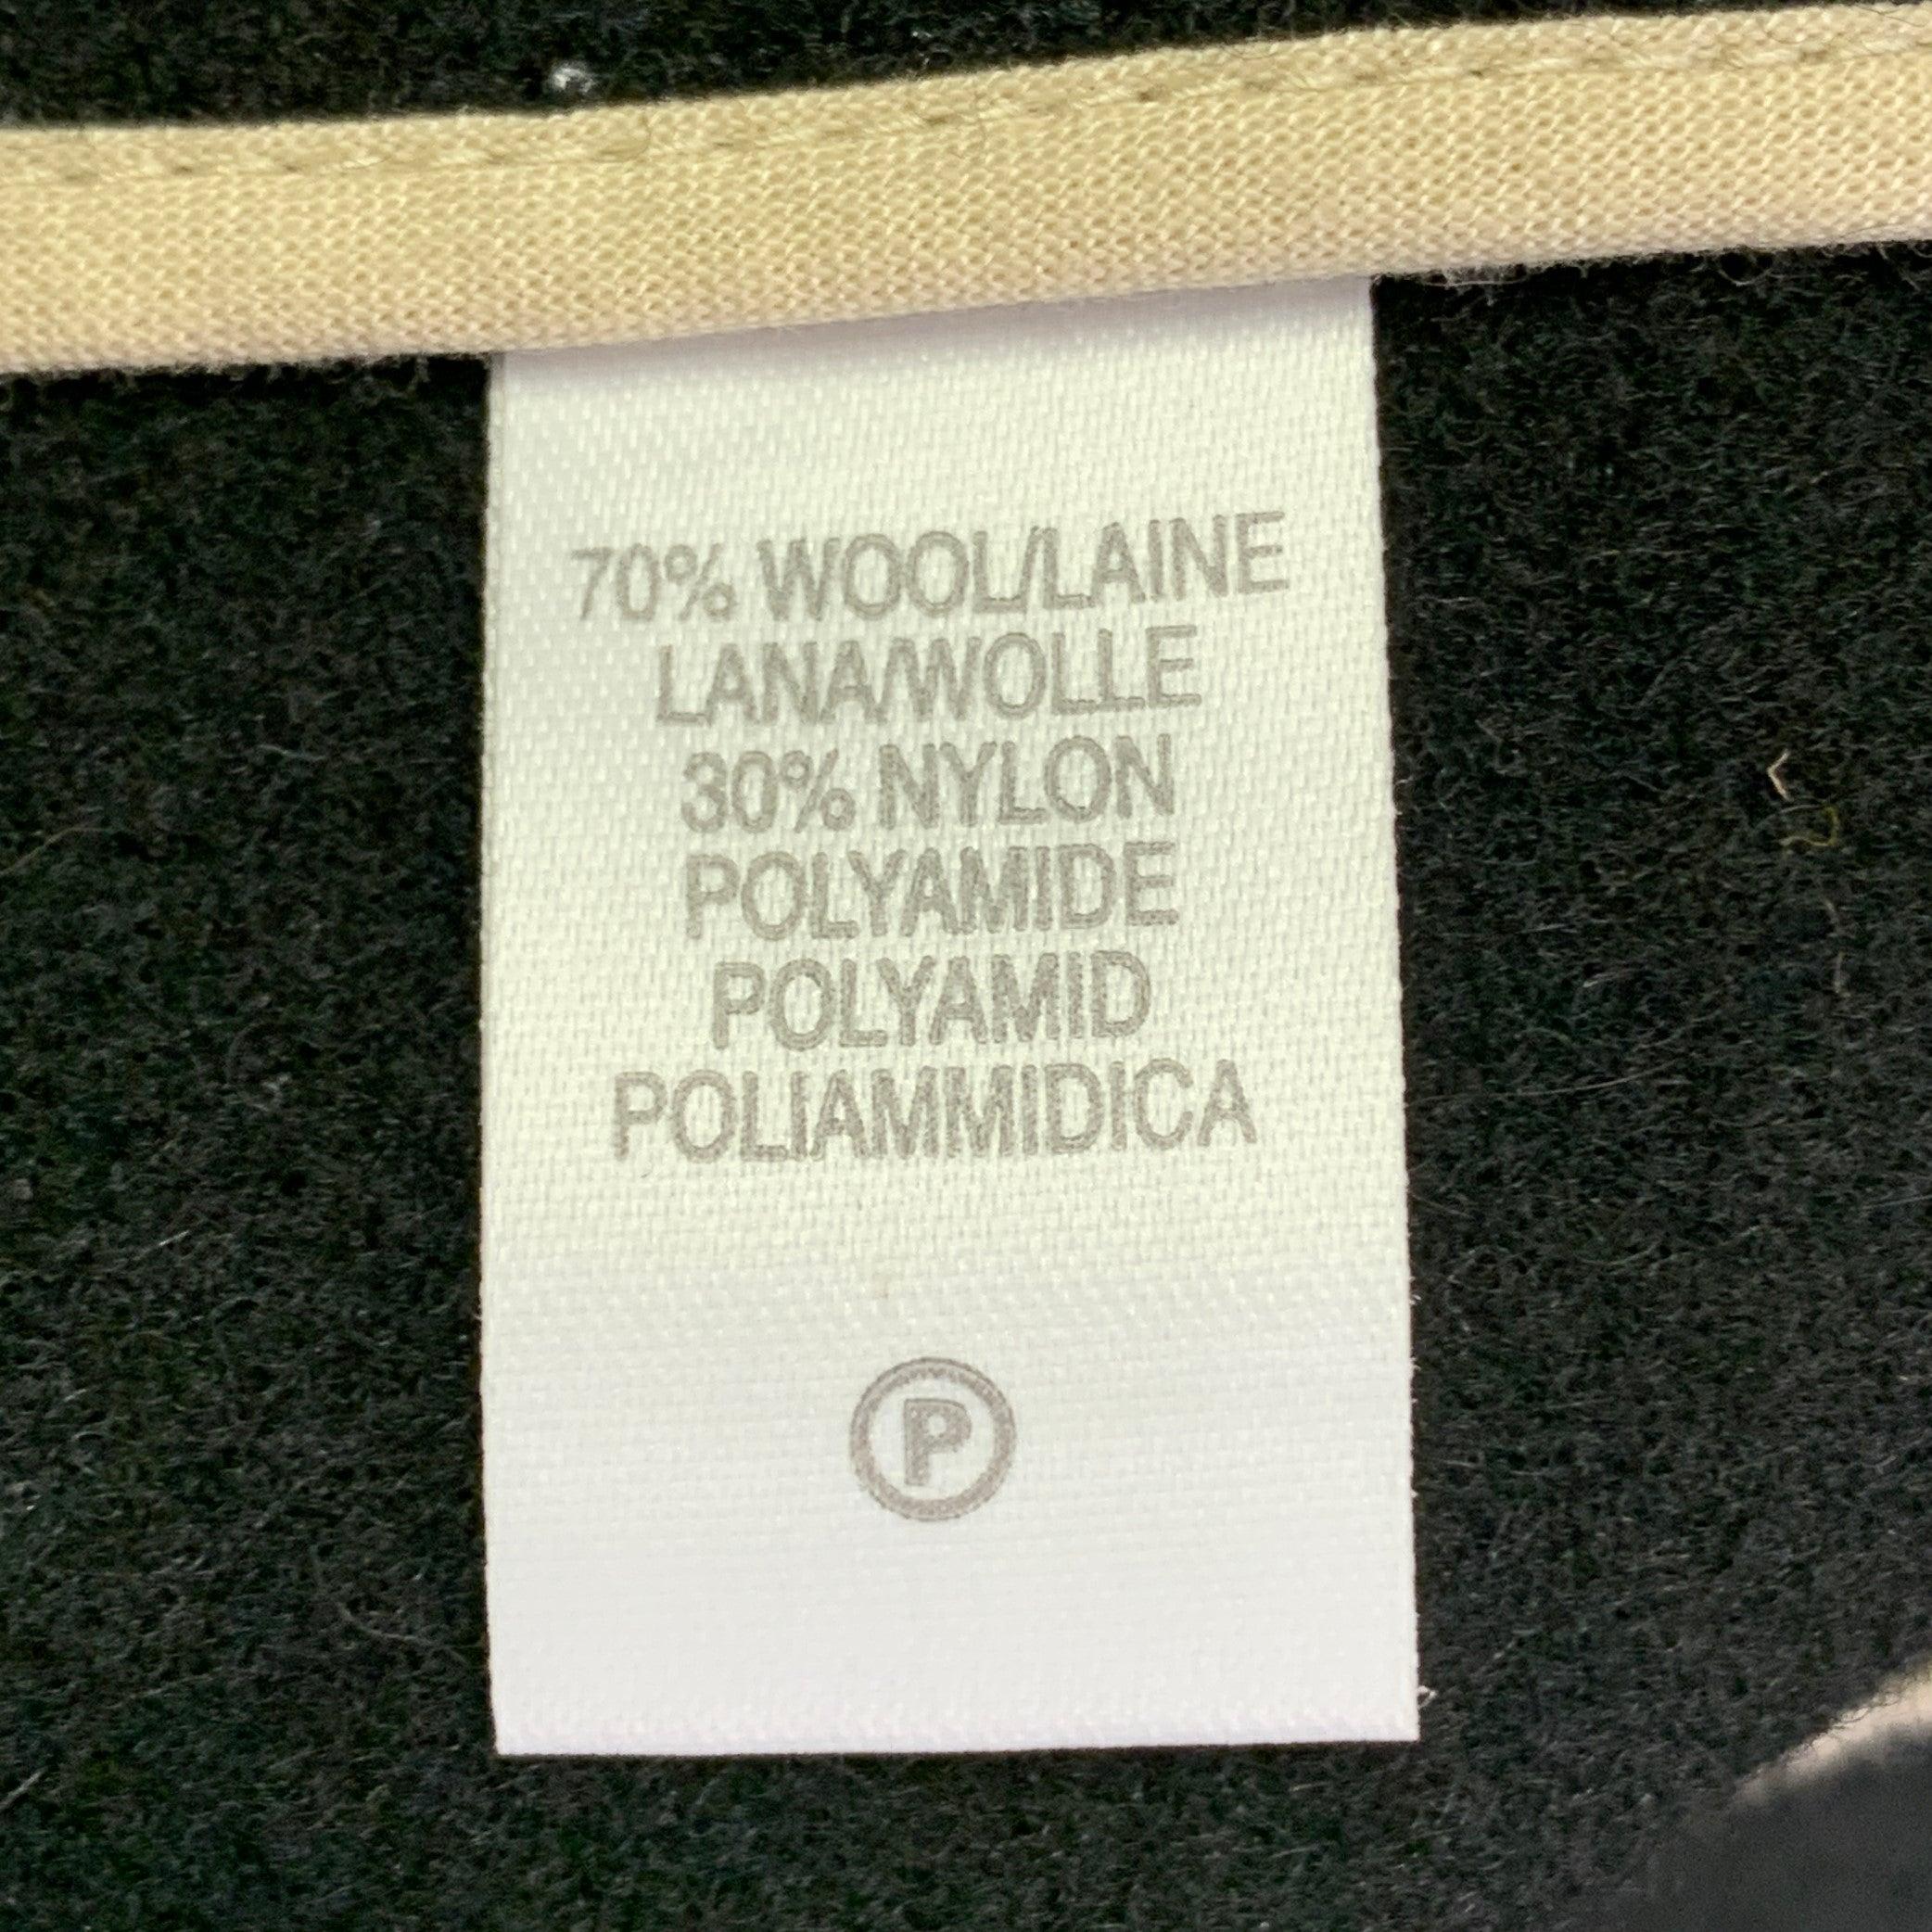 70% WOOL/LAINE
LANA/WOLLE
30% NYLON
POLYAMIDE
POLYAMID
POLIAMMIDICA
P